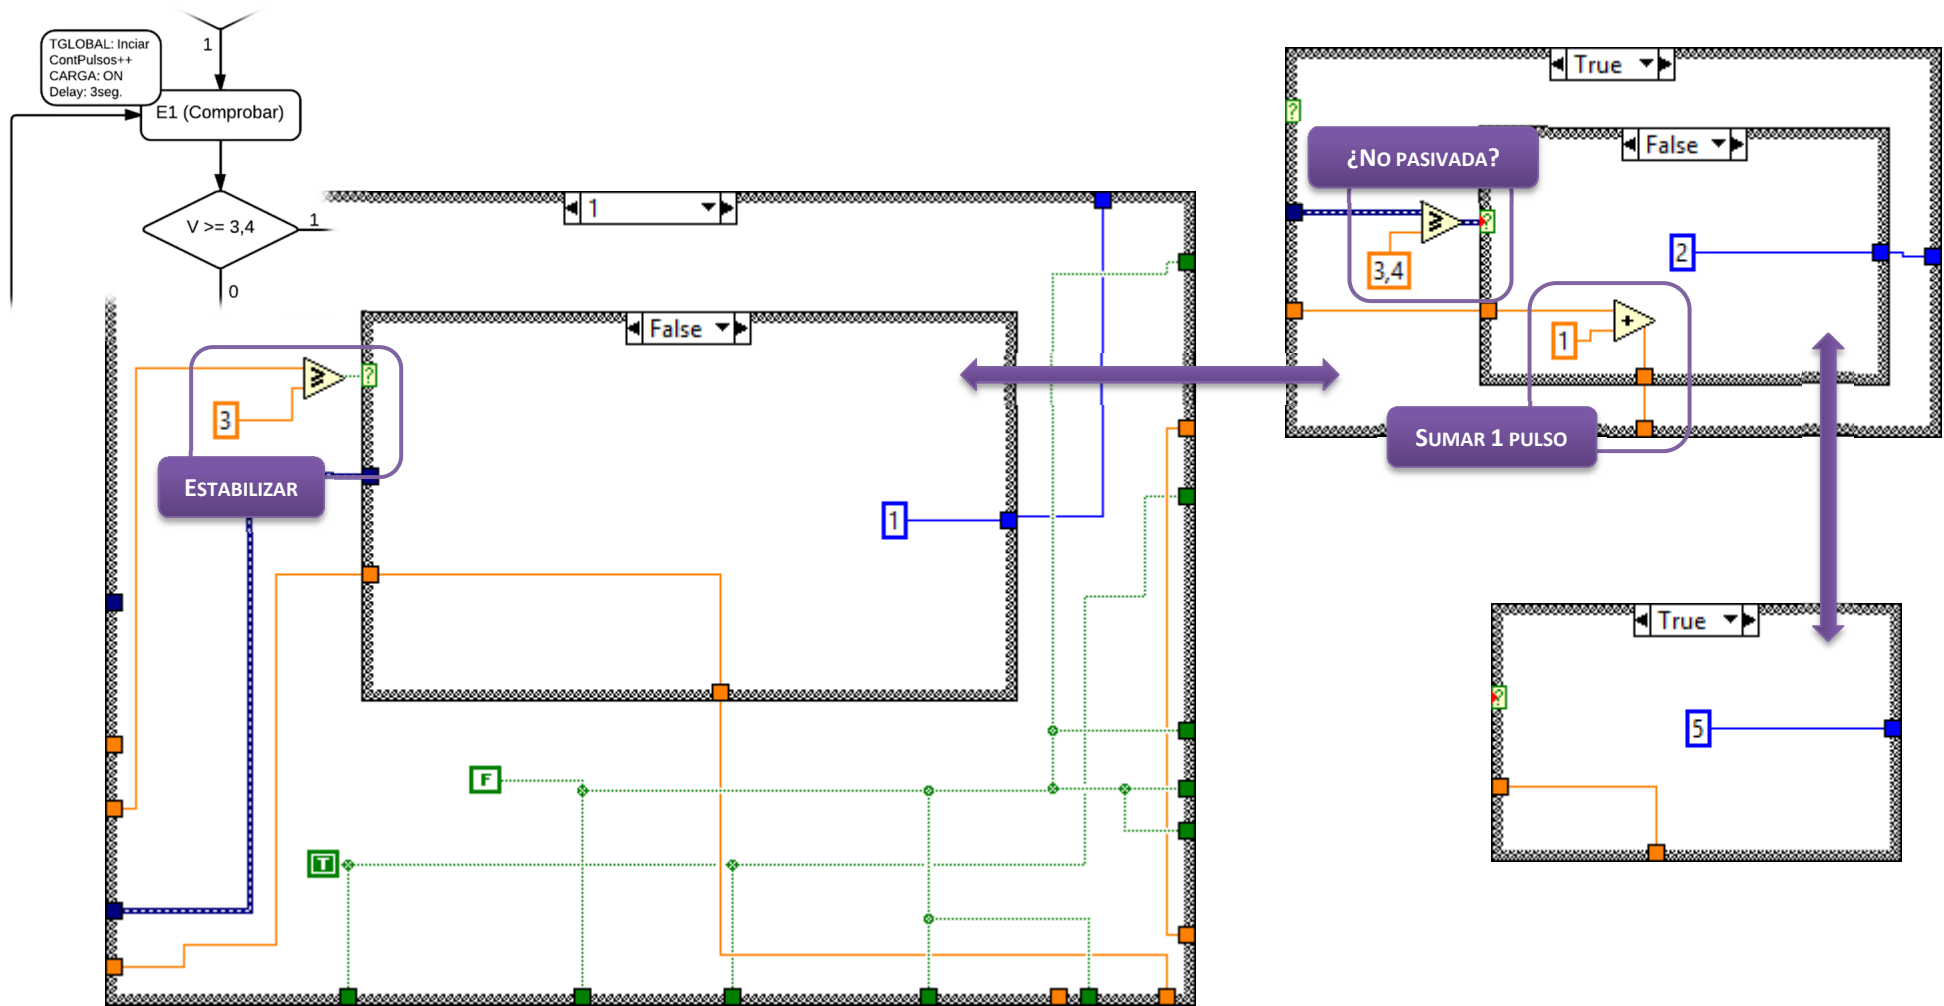 1
TGLOBAL: Inciar
ContPulsos++
CARGA: ON
Delay: 3seg.
E1 (Comprobar)
V >= 3,4
1
0
1
False
3
ESTABILIZAR
1
F
T
True
¿NO PASIVADA?
False
3,4
2
1
+
SUMAR 1 PULSO
True
5